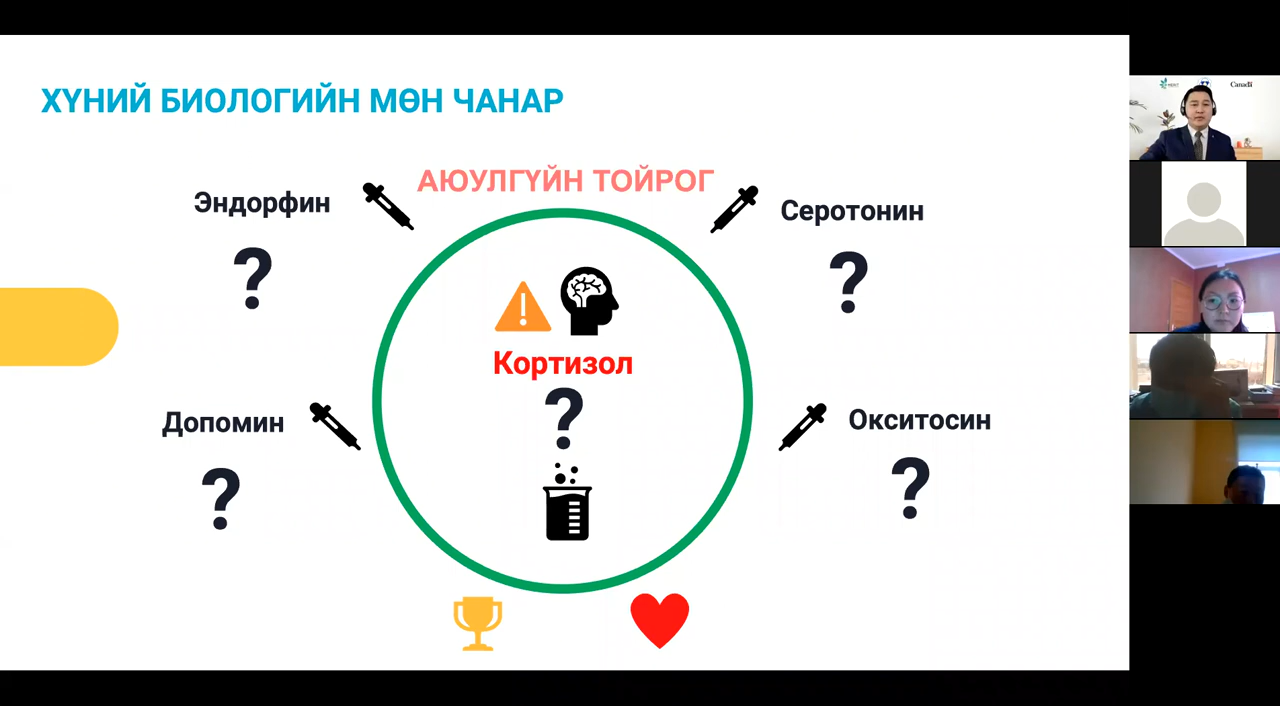 ХҮНИЙ БИОЛОГИЙН МӨН ЧАНАР
АЮУЛГҮЙН ТОЙРОГ
Эндорфин
?
Серотонин
?
Кортизол
?
Допомин
?
Окситосин
?
Canada